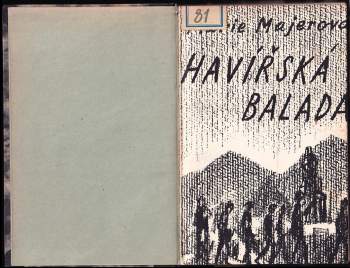 81
ie Majerová
HAVÍŘSKÁ
BALADA